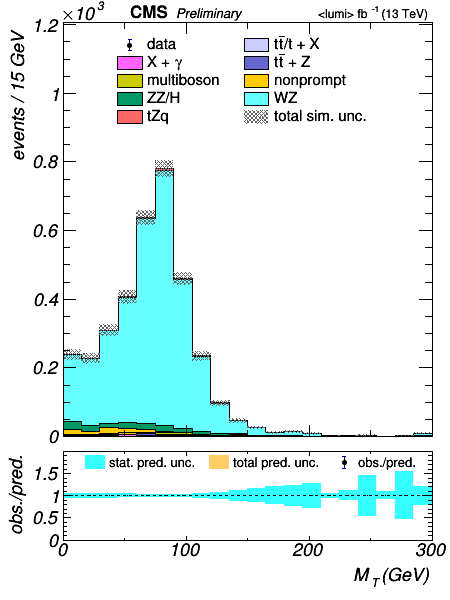 ×10³ CMS Preliminary <lumi> fb⁻¹ (13 TeV)
events / 15 GeV
1.2
1
0.8
0.6
0.4
0.2
0
data
X + γ
multiboson
ZZ/H
tZq
tt̄/t + X
tt̄ + Z
nonprompt
WZ
total sim. unc.
obs./pred.
stat. pred. unc. total pred. unc. obs./pred.
1.5
1
0.5
0
0 100 200 300
M_T (GeV)